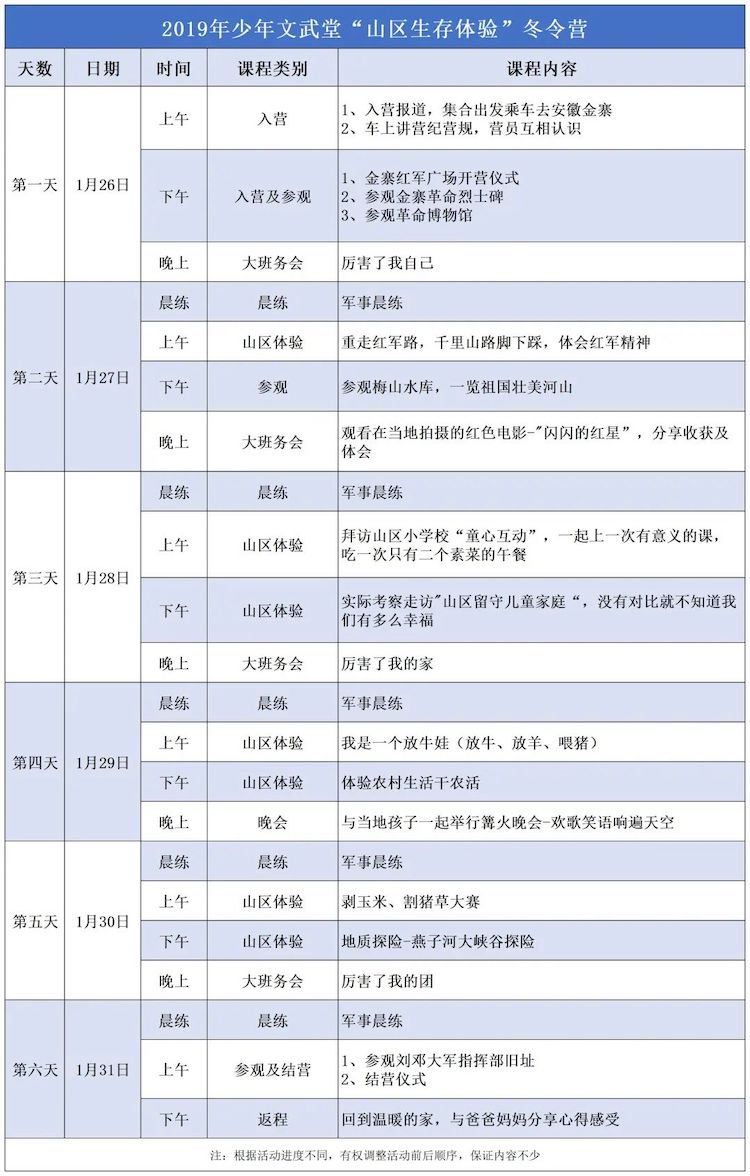 2019年少年文武堂“山区生存体验”冬令营
天数 日期 时间 课程类别 课程内容
第一天 1月26日
上午 入营
1、入营报道，集合出发乘车去安徽金寨
2、车上讲营纪营规，营员互相认识
下午 入营及参观
1、金寨红军广场开营仪式
2、参观金寨革命烈士碑
3、参观革命博物馆
晚上 大班务会 厉害了我自己
第二天 1月27日
晨练 晨练 军事晨练
上午 山区体验 重走红军路，千里山路脚下踩，体会红军精神
下午 参观 参观梅山水库，一览祖国壮美河山
晚上 大班务会
观看在当地拍摄的红色电影-"闪闪的红星”，分享收获及
体会
第三天 1月28日
晨练 晨练 军事晨练
上午 山区体验
拜访山区小学校“童心互动”，一起上一次有意义的课，
吃一次只有二个素菜的午餐
下午 山区体验
实际考察走访"山区留守儿童家庭“，没有对比就不知道我
们有多么幸福
晚上 大班务会 厉害了我的家
第四天 1月29日
晨练 晨练 军事晨练
上午 山区体验 我是一个放牛娃（放牛、放羊、喂猪）
下午 山区体验 体验农村生活干农活
晚上 晚会 与当地孩子一起举行篝火晚会-欢歌笑语响遍天空
第五天 1月30日
晨练 晨练 军事晨练
上午 山区体验 剥玉米、割猪草大赛
下午 山区体验 地质探险-燕子河大峡谷探险
晚上 大班务会 厉害了我的团
第六天 1月31日
晨练 晨练 军事晨练
上午 参观及结营
1、参观刘邓大军指挥部旧址
2、结营仪式
下午 返程 回到温暖的家，与爸爸妈妈分享心得感受
注：根据活动进度不同，有权调整活动前后顺序，保证内容不少